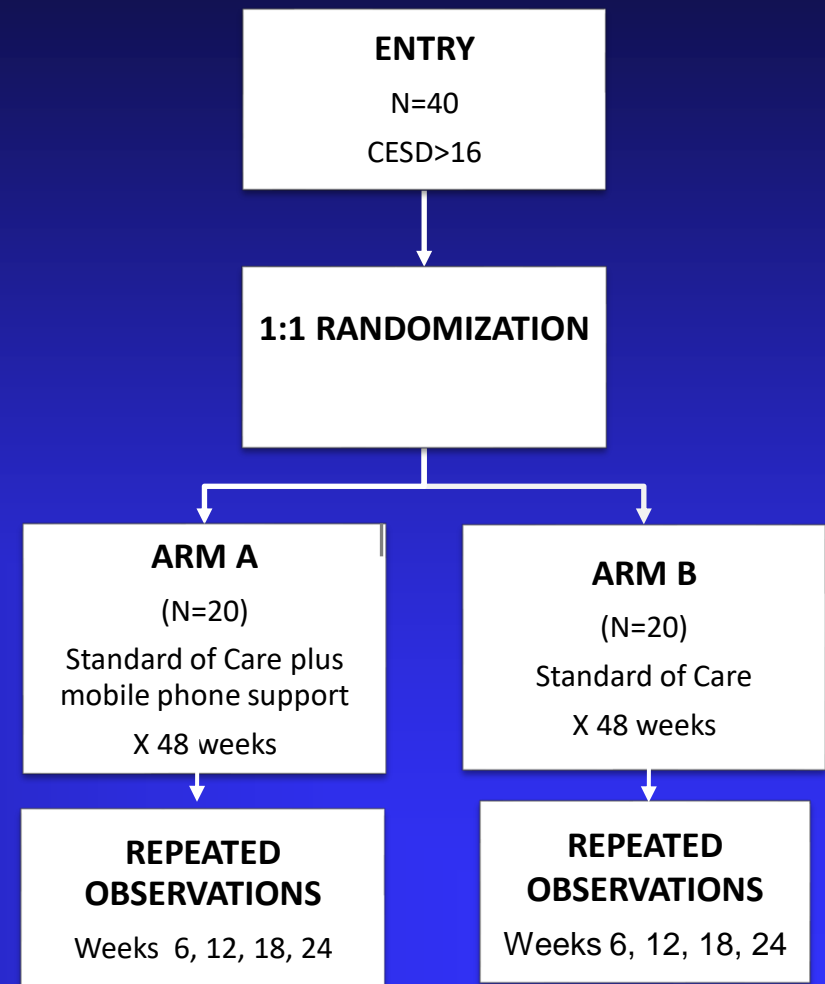 ENTRY
N=40
CESD>16
1:1 RANDOMIZATION
ARM A
(N=20)
Standard of Care plus
mobile phone support
X 48 weeks
ARM B
(N=20)
Standard of Care
X 48 weeks
REPEATED
OBSERVATIONS
Weeks 6, 12, 18, 24
REPEATED
OBSERVATIONS
Weeks 6, 12, 18, 24